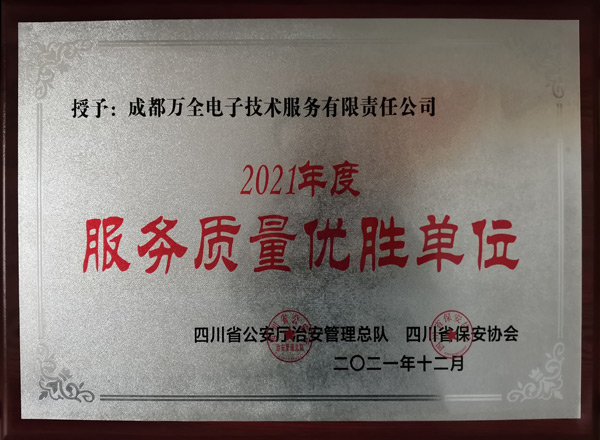 授予：成都万全电子技术服务有限责任公司
2021年度
服务质量优胜单位
四川省公安厅治安管理总队 四川省保安协会
二〇二一年十二月